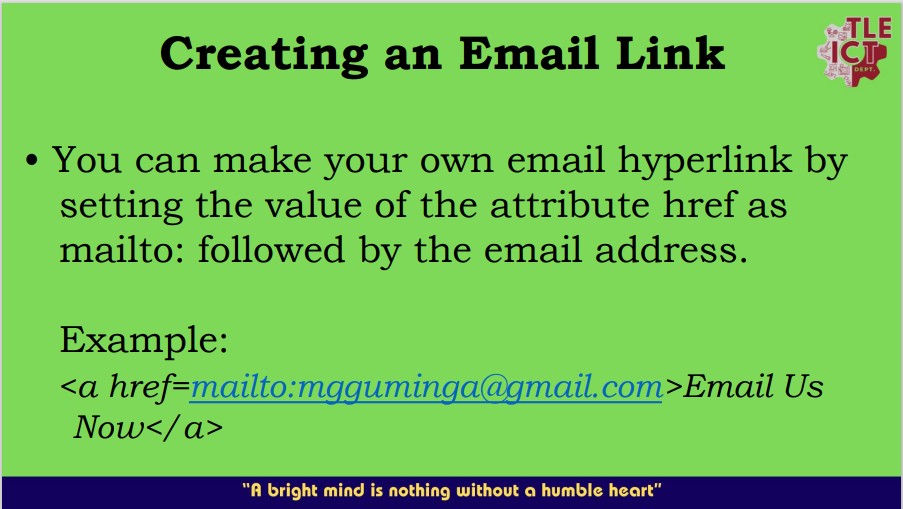 Creating an Email Link
TLE
ICT
DEPT.
• You can make your own email hyperlink by
setting the value of the attribute href as
mailto: followed by the email address.
Example:
<a href=mailto:mgguminga@gmail.com>Email Us
Now</a>
"A bright mind is nothing without a humble heart"